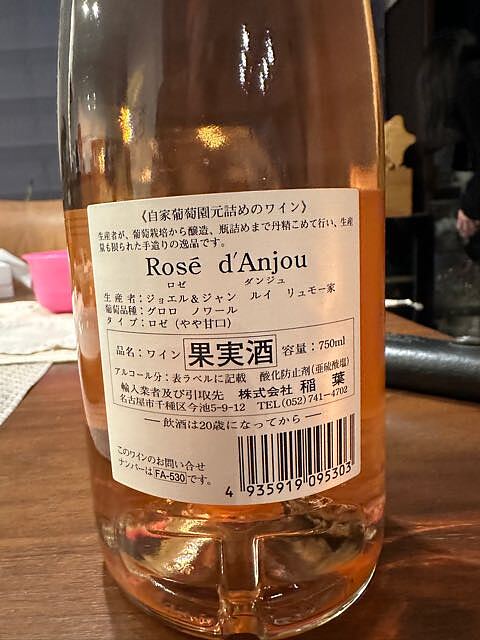 《自家葡萄園元詰めのワイン》
生産者が、葡萄栽培から醸造、瓶詰めまで丹精こめて行い、生産
量も限られた手造りの逸品です。
Rosé d'Anjou
ロゼ ダンジュ
生産者：ジョエル＆ジャン ルイ リュモー家
葡萄品種：グロロ ノワール
タイプ：ロゼ（やや甘口）
品名：ワイン 果実酒 容量：750ml
アルコール分：表ラベルに記載 酸化防止剤(亜硫酸塩)
輸入業者及び引取先 株式会社 稲葉
名古屋市千種区今池5-9-12 TEL(052)741-4702
飲酒は20歳になってから
このワインのお問い合せ
ナンバーは FA-530 です。
4 935919 095303